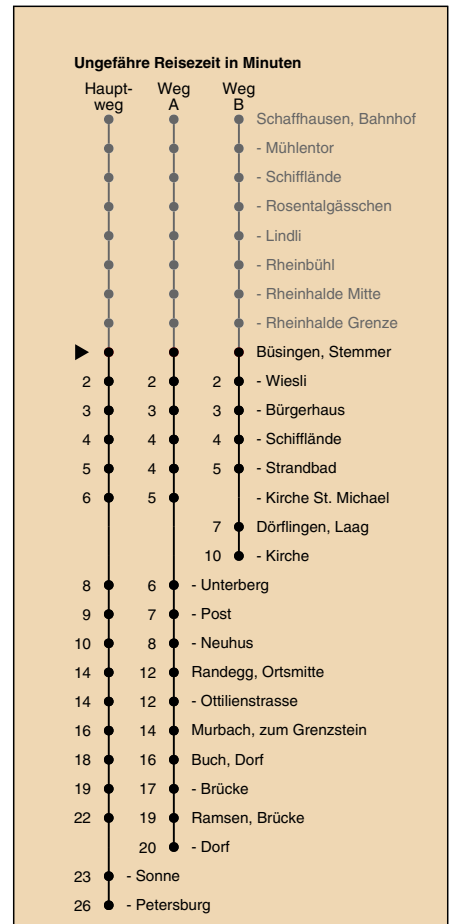 Ungefähre Reisezeit in Minuten
Haupt- Weg Weg
weg A B
Schaffhausen, Bahnhof
- Mühlentor
- Schifflände
- Rosentalgässchen
- Lindli
- Rheinbühl
- Rheinhalde Mitte
- Rheinhalde Grenze
Büsingen, Stemmer
2 2 2 - Wiesli
3 3 3 - Bürgerhaus
4 4 4 - Schifflände
5 4 5 - Strandbad
6 5 - Kirche St. Michael
7 Dörflingen, Laag
10 - Kirche
8 6 - Unterberg
9 7 - Post
10 8 - Neuhus
14 12 Randegg, Ortsmitte
14 12 - Ottilienstrasse
16 14 Murbach, zum Grenzstein
18 16 Buch, Dorf
19 17 - Brücke
22 19 Ramsen, Brücke
20 - Dorf
23 - Sonne
26 - Petersburg